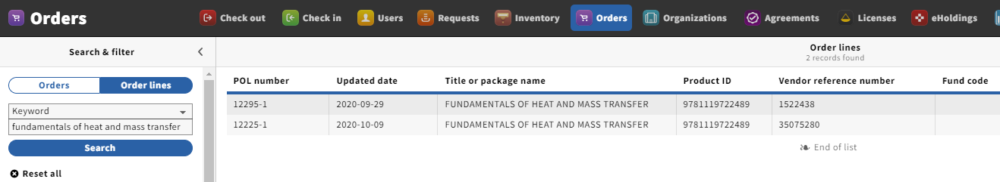 Orders Check out Check in Users Requests Inventory Orders Organizations Agreements Licenses eHoldings
Search & filter
Order lines
2 records found
Orders Order lines
POL number Updated date Title or package name Product ID Vendor reference number Fund code
Keyword
12295-1 2020-09-29 FUNDAMENTALS OF HEAT AND MASS TRANSFER 9781119722489 1522438
fundamentals of heat and mass transfer
12225-1 2020-10-09 FUNDAMENTALS OF HEAT AND MASS TRANSFER 9781119722489 35075280
Search
End of list
Reset all